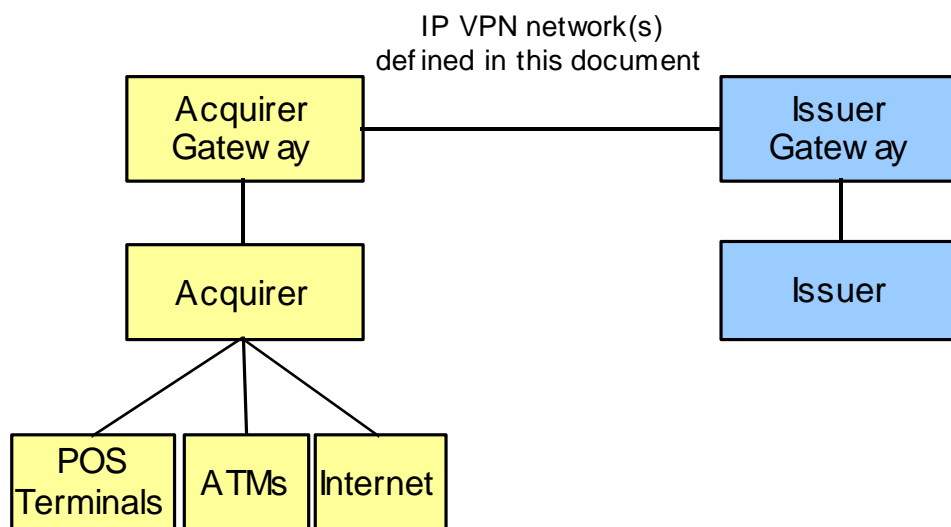 IP VPN network(s)
defined in this document
Acquirer
Gateway
Issuer
Gateway
Acquirer
Issuer
POS
Terminals
ATMs
Internet